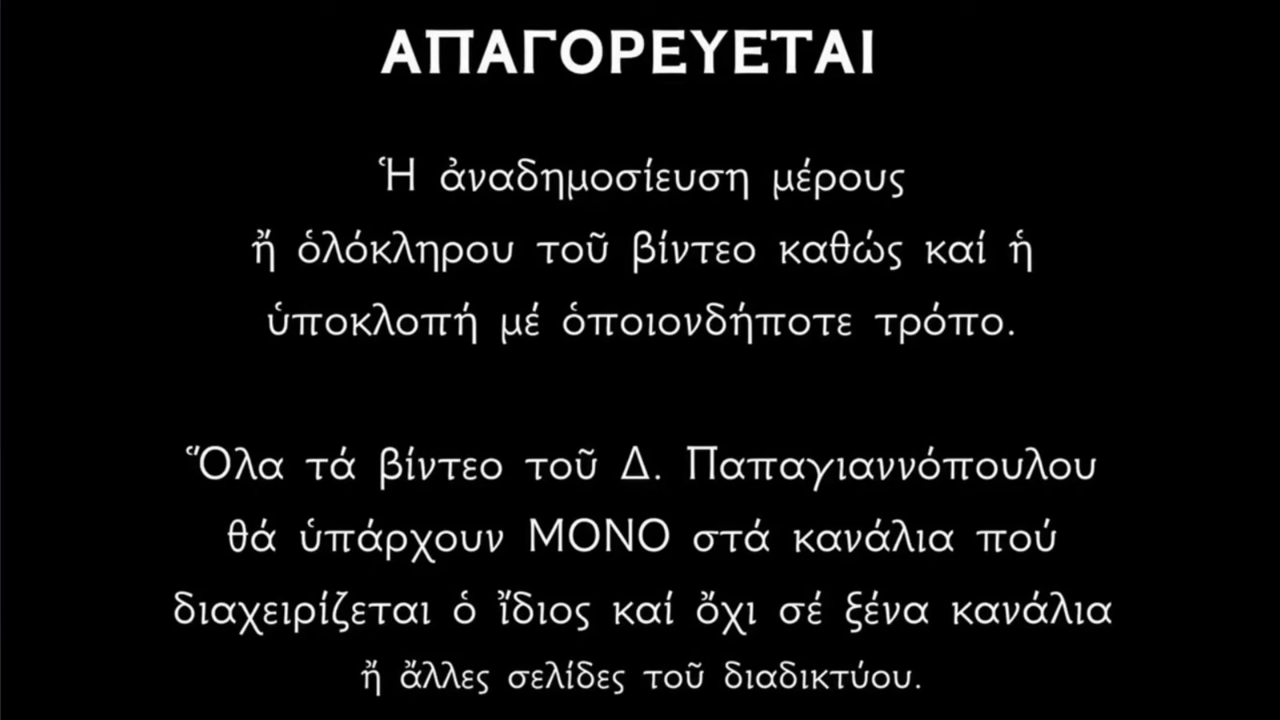 ΑΠΑΓΟΡΕΥΕΤΑΙ
Ἡ ἀναδημοσίευση μέρους
ἤ ὁλόκληρου τοῦ βίντεο καθώς καί ἡ
ὑποκλοπή μέ ὁποιονδήποτε τρόπο.
Ὅλα τά βίντεο τοῦ Δ. Παπαγιαννόπουλου
θά ὑπάρχουν ΜΟΝΟ στά κανάλια πού
διαχειρίζεται ὁ ἴδιος καί ὄχι σέ ξένα κανάλια
ἤ ἄλλες σελίδες τοῦ διαδικτύου.